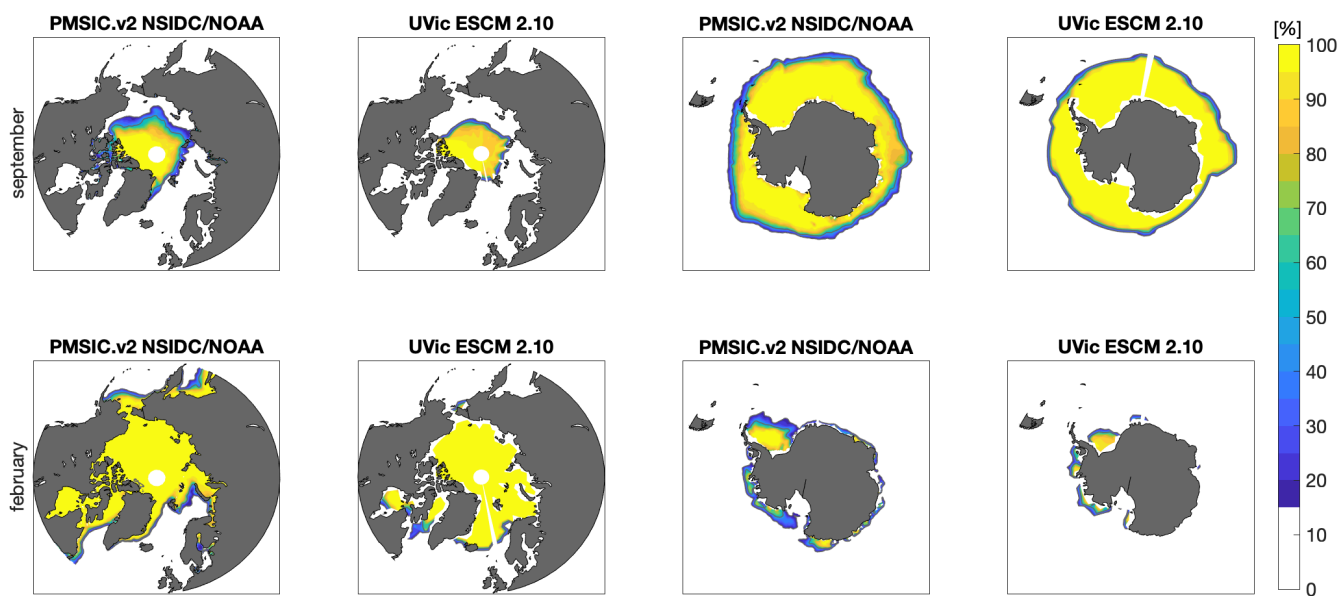 PMSIC.v2 NSIDC/NOAA
UVic ESCM 2.10
PMSIC.v2 NSIDC/NOAA
UVic ESCM 2.10
[%]
september
100
90
80
70
60
50
40
30
20
10
0
PMSIC.v2 NSIDC/NOAA
UVic ESCM 2.10
PMSIC.v2 NSIDC/NOAA
UVic ESCM 2.10
february